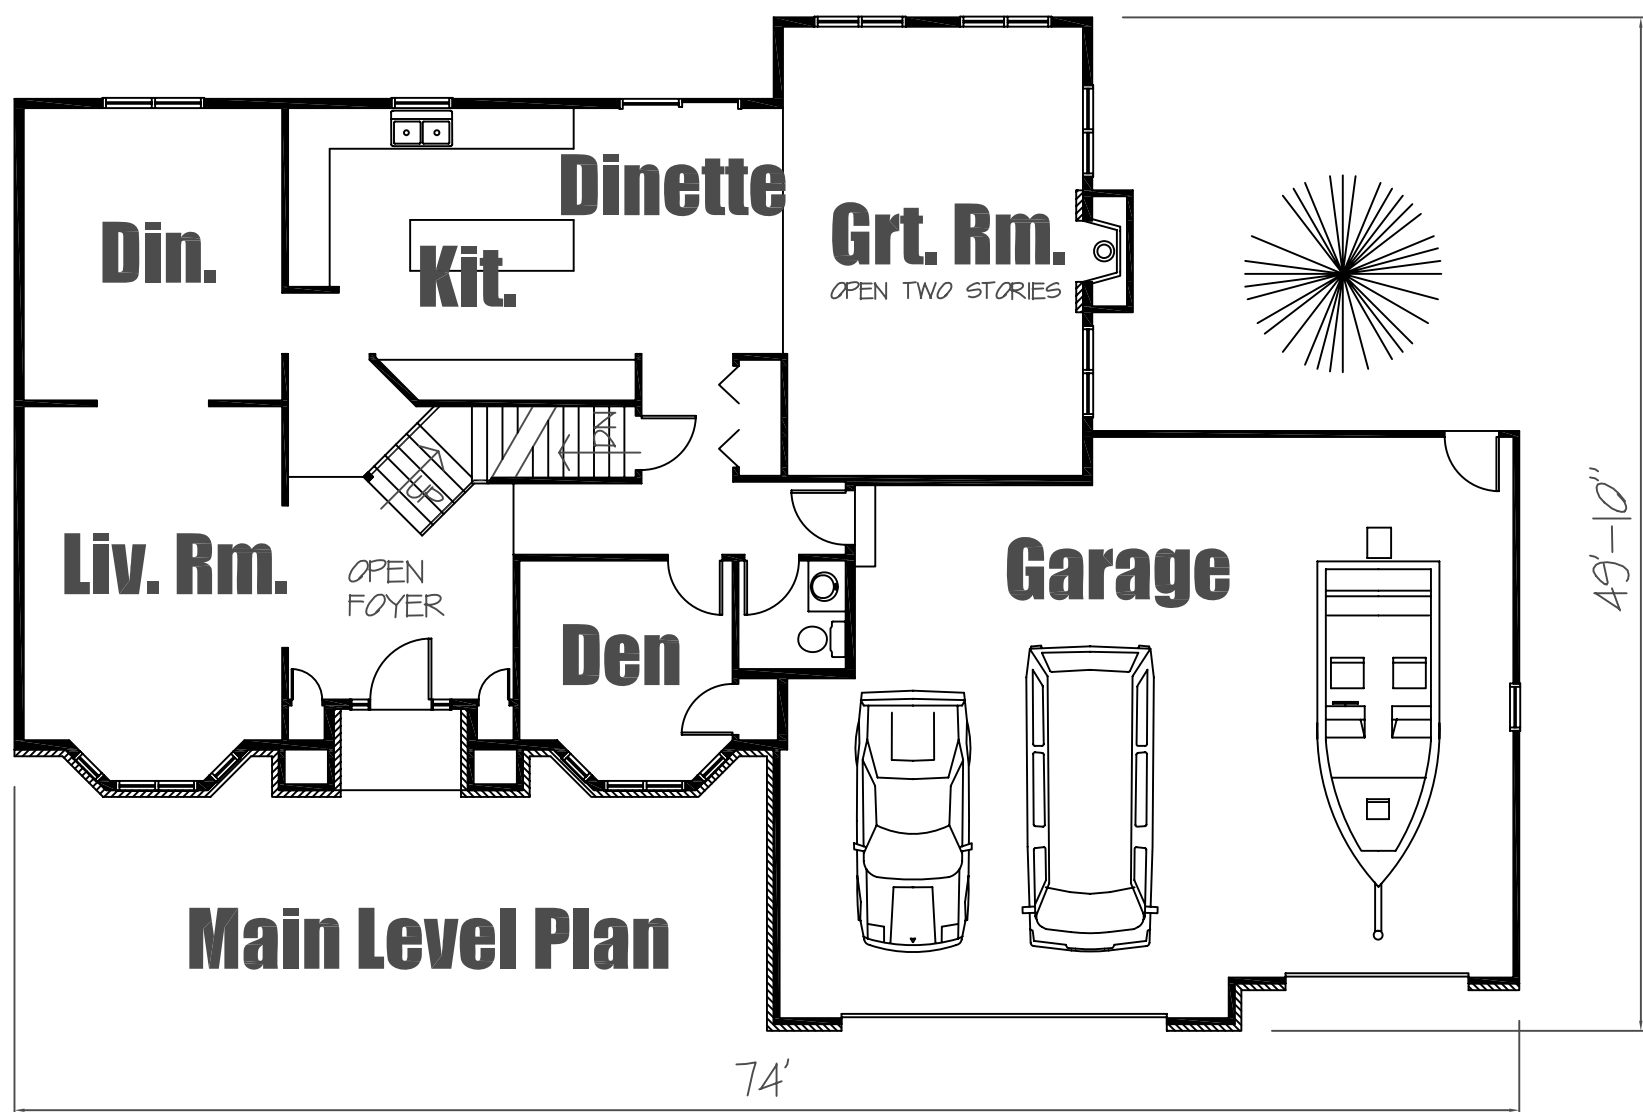 Dinette
Din.
Kit.
Grt. Rm.
OPEN TWO STORIES
DN
UP
Liv. Rm.
OPEN
FOYER
Den
Garage
49'-10"
Main Level Plan
74'